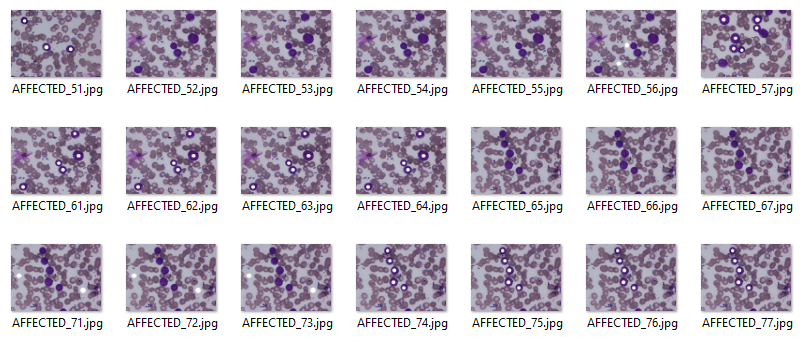 AFFECTED_51.jpg AFFECTED_52.jpg AFFECTED_53.jpg AFFECTED_54.jpg AFFECTED_55.jpg AFFECTED_56.jpg AFFECTED_57.jpg
AFFECTED_61.jpg AFFECTED_62.jpg AFFECTED_63.jpg AFFECTED_64.jpg AFFECTED_65.jpg AFFECTED_66.jpg AFFECTED_67.jpg
AFFECTED_71.jpg AFFECTED_72.jpg AFFECTED_73.jpg AFFECTED_74.jpg AFFECTED_75.jpg AFFECTED_76.jpg AFFECTED_77.jpg